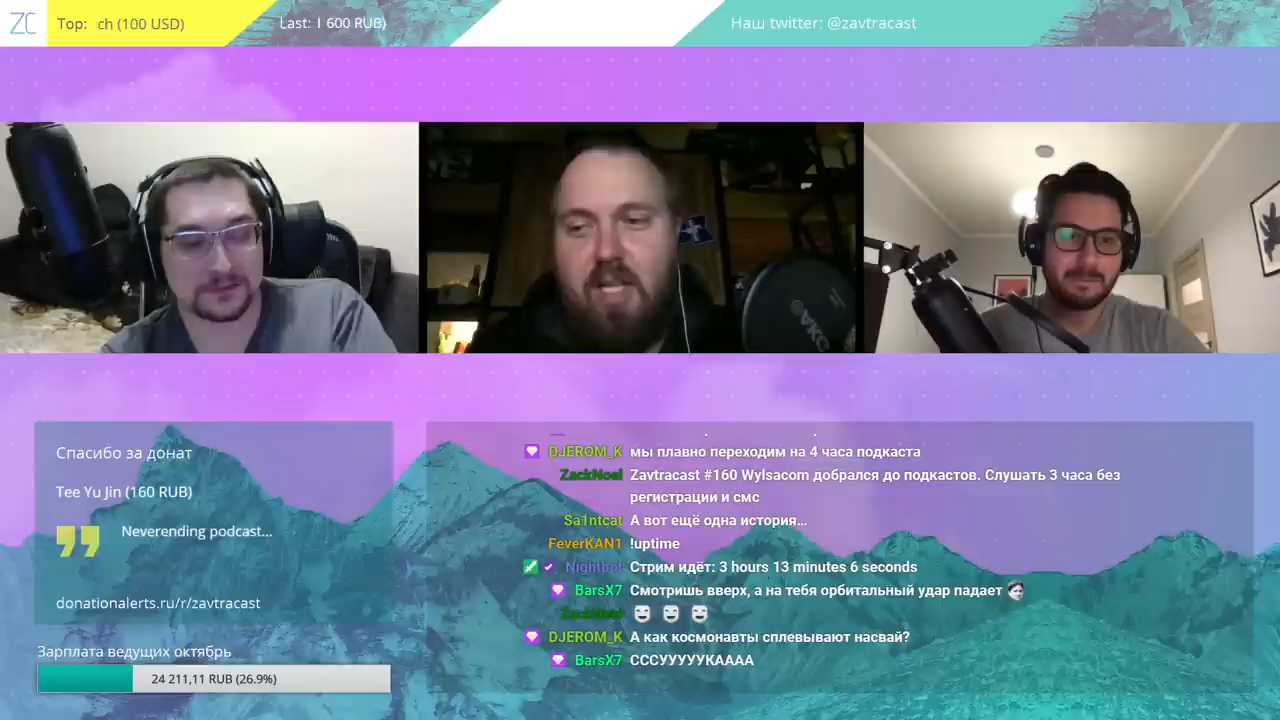 ZC
Top: ch (100 USD)
Last: 600 RUB)
Наш twitter: @zavtracast
Спасибо за донат
Tee Yu Jin (160 RUB)
Neverending podcast...
donationalerts.ru/r/zavtracast
Зарплата ведущих октябрь
24 211,11 RUB (26.9%)
DJEROM_K мы плавно переходим на 4 часа подкаста
ZackNoel Zavtracast #160 Wylsacom добрался до подкастов. Слушать 3 часа без
регистрации и смс
Sa1ntcat А вот ещё одна история...
FeverKAN1 !uptime
Nightbot Стрим идёт: 3 hours 13 minutes 6 seconds
BarsX7 Смотришь вверх, а на тебя орбитальный удар падает
ZackNoel
DJEROM_K А как космонавты сплевывают насвай?
BarsX7 СССУУУУУКАААА